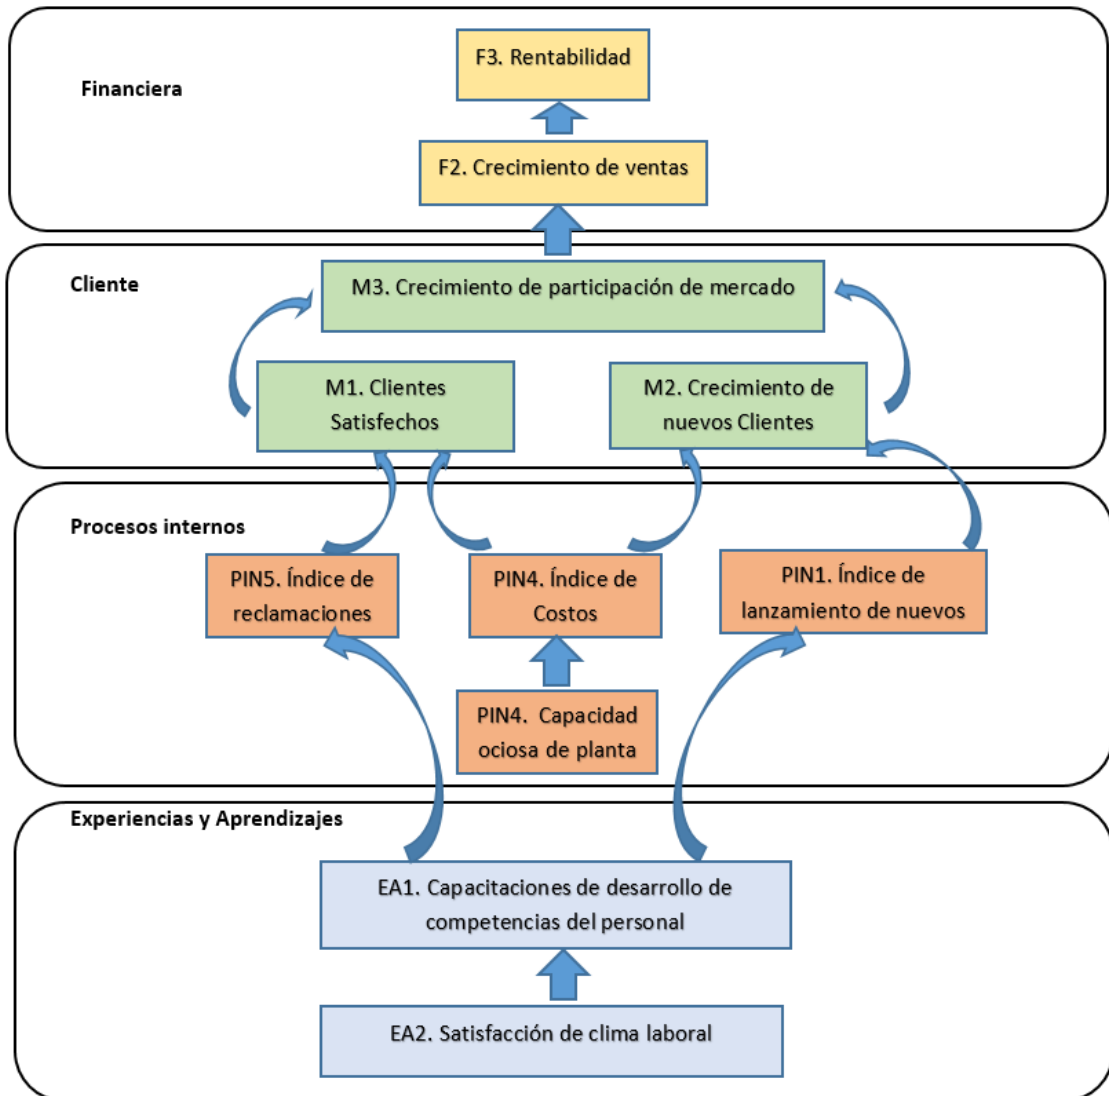 Financiera
F3. Rentabilidad
F2. Crecimiento de ventas
Cliente
M3. Crecimiento de participación de mercado
M1. Clientes
Satisfechos
M2. Crecimiento de
nuevos Clientes
Procesos internos
PIN5. Índice de
reclamaciones
PIN4. Índice de
Costos
PIN1. Índice de
lanzamiento de nuevos
PIN4. Capacidad
ociosa de planta
Experiencias y Aprendizajes
EA1. Capacitaciones de desarrollo de
competencias del personal
EA2. Satisfacción de clima laboral